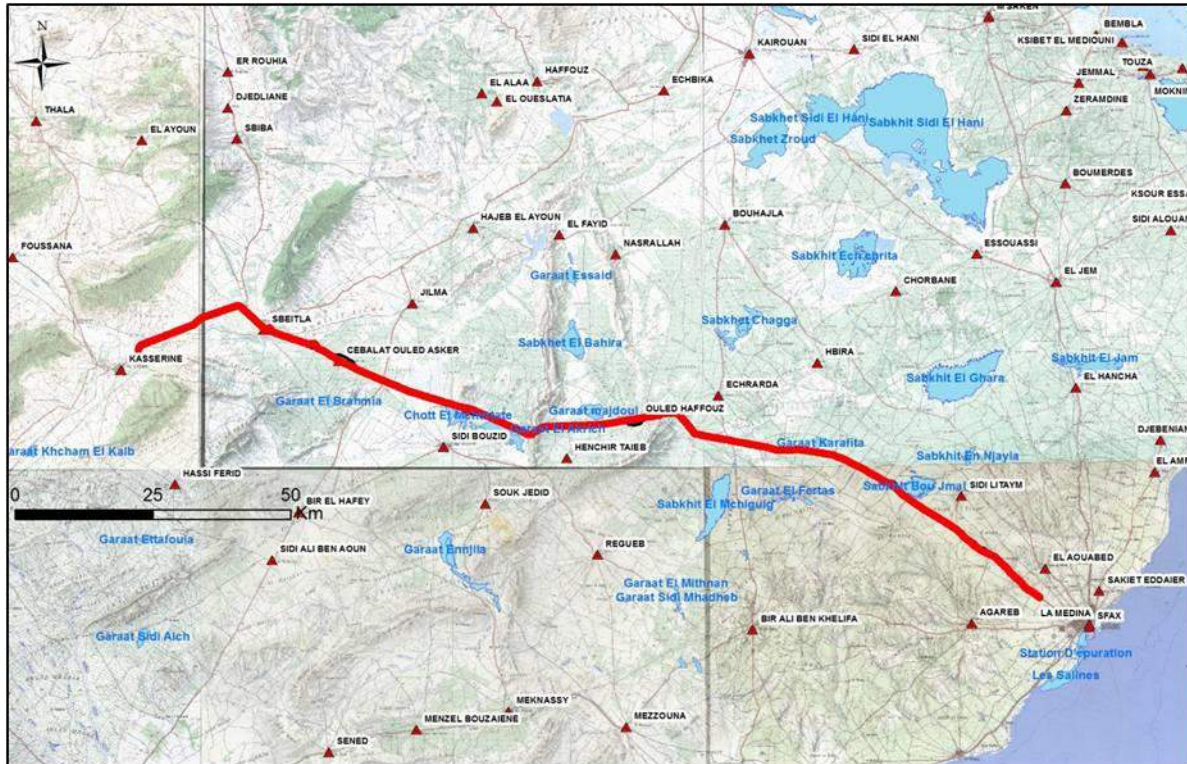 N
M SAKEN
BEMBLA
KSIBET EL MEDIOUNI
KAIROUAN
SIDI EL HANI
ER ROUHIA
HAFFOUZ
TOUZA
EL ALAA
ECHBIKA
JEMMAL
MOKNIN
DJEDLIANE
EL OUESLATIA
ZERAMDINE
THALA
Sabkhet Sidi El Hani
Sabkhit Sidi El Hani
EL AYOUN
SBIBA
Sabkhet Zroud
BOUMERDES
KSOUR ESSA
HAJEB EL AYOUN
EL FAYID
BOUHAJLA
SIDI ALOUAN
FOUSSANA
NASRALLAH
Sabkhit Ech chrita
ESSOUASSI
Garaat Essaid
EL JEM
CHORBANE
JILMA
SBEITLA
Sabkhet Chagga
Sabkhet El Bahira
CEBALAT OULED ASKER
HBIRA
Sabkhit El Jam
KASSERINE
Sabkhit El Ghara
EL HANCHA
ECHRARDA
Garaat El Brahmia
Garaat majdoul
OULED HAFFOUZ
Garaat El Akrich
DJEBENIAN
SIDI BOUZID
Garaat Karafita
Garaat Khcham El Kalb
HENCHIR TAIEB
Sabkhit En Njayla
HASSI FERID
EL AMR
Sabkhit Bou Jmal
SIDI LITAYM
Garaat El Fertas
0 25 50
Km
BIR EL HAFEY
SOUK JEDID
Sabkhit El Mchiguig
Garaat Ettafouia
Garaat Ennjila
SIDI ALI BEN AOUN
REGUEB
EL AOUABED
Garaat El Mithnan
Garaat Sidi Mhadheb
SAKIET EDDAIER
LA MEDINA
SFAX
AGAREB
BIR ALI BEN KHELIFA
Garaat Sidi Aich
Station D'epuration
Les Salines
MEKNASSY
MENZEL BOUZAIENE
MEZZOUNA
SENED